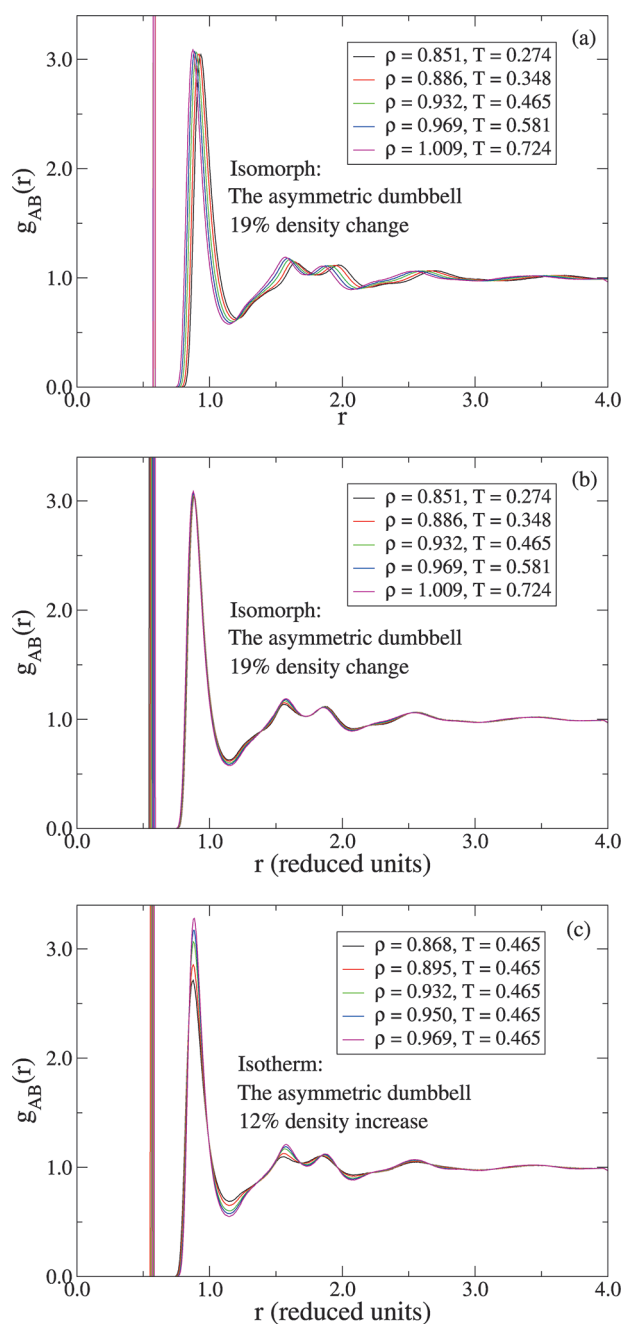 (a)
3.0
2.0
1.0
0.0
g_AB(r)
ρ = 0.851, T = 0.274
ρ = 0.886, T = 0.348
ρ = 0.932, T = 0.465
ρ = 0.969, T = 0.581
ρ = 1.009, T = 0.724
Isomorph:
The asymmetric dumbbell
19% density change
0.0 1.0 2.0 3.0 4.0
r
(b)
3.0
2.0
1.0
0.0
g_AB(r)
ρ = 0.851, T = 0.274
ρ = 0.886, T = 0.348
ρ = 0.932, T = 0.465
ρ = 0.969, T = 0.581
ρ = 1.009, T = 0.724
Isomorph:
The asymmetric dumbbell
19% density change
0.0 1.0 2.0 3.0 4.0
r (reduced units)
(c)
3.0
2.0
1.0
0.0
g_AB(r)
ρ = 0.868, T = 0.465
ρ = 0.895, T = 0.465
ρ = 0.932, T = 0.465
ρ = 0.950, T = 0.465
ρ = 0.969, T = 0.465
Isotherm:
The asymmetric dumbbell
12% density increase
0.0 1.0 2.0 3.0 4.0
r (reduced units)